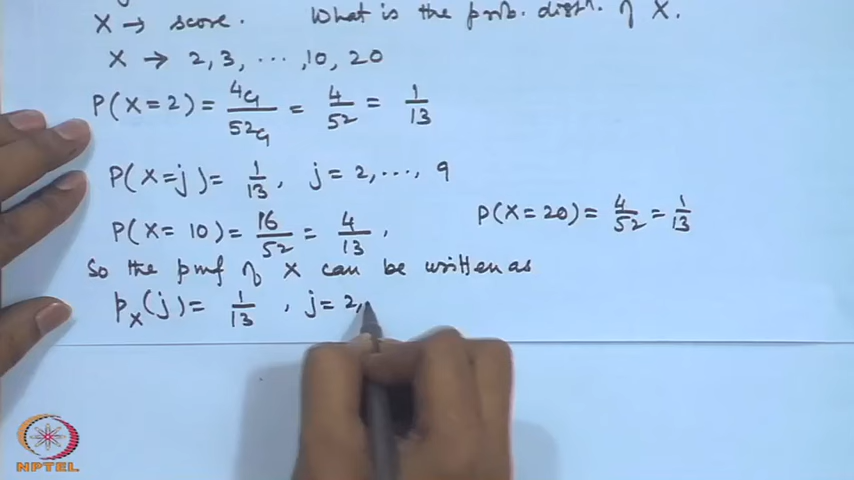 X → score. What is the prob. distⁿ. of X.
X → 2, 3, ..., 10, 20
P(X=2) = 4C1 / 52C1 = 4/52 = 1/13
P(X=j) = 1/13, j = 2, ..., 9
P(X=10) = 16/52 = 4/13, P(X=20) = 4/52 = 1/13
So the pmf of X can be written as
pX(j) = 1/13, j = 2,
NPTEL